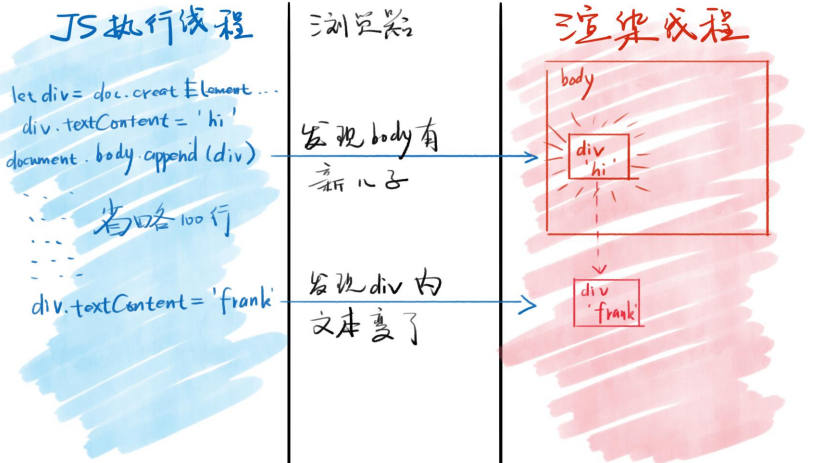 JS执行线程
let div = doc.creatElement...
div.textContent = 'hi'
document.body.append(div)
省略100行
div.textContent = 'frank'
浏览器
发现body有
新儿子
发现div内
文本变了
渲染线程
body
div
'hi'
div
'frank'